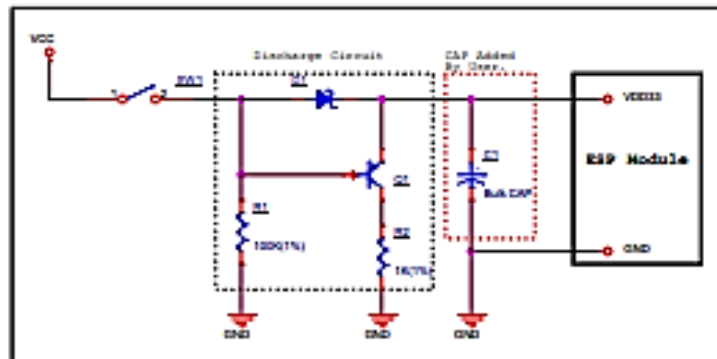 VCC
Discharge Circuit
CAP Added
By User.
SW1
1
2
D1
VDD33
ESP Module
Q1
C1
Bulk CAP
R1
100K(1%)
R2
1K(1%)
GND
GND
GND
GND